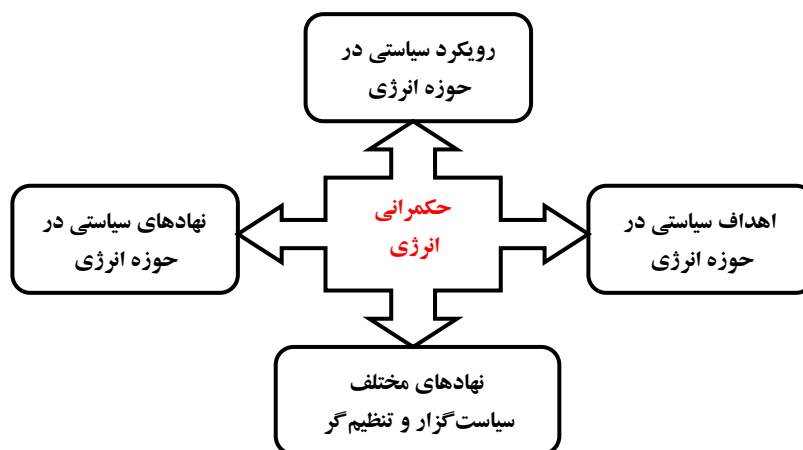 رویکرد سیاستی در
حوزه انرژی
حکمرانی
انرژی
اهداف سیاستی در
حوزه انرژی
نهادهای سیاستی در
حوزه انرژی
نهادهای مختلف
سیاست‌گزار و تنظیم‌گر